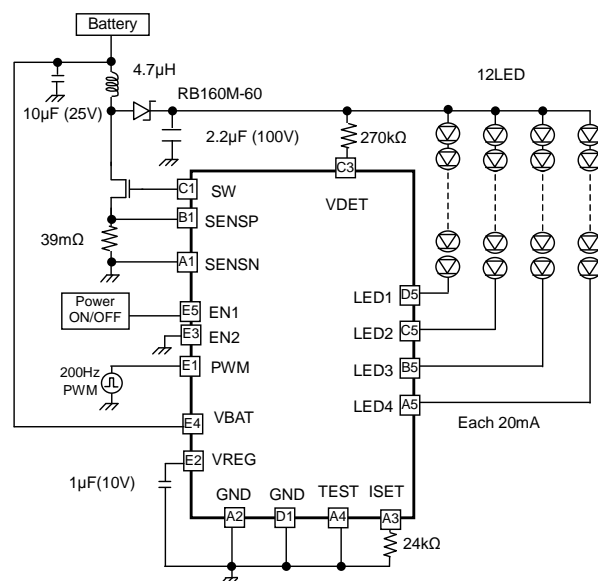 Battery
4.7µH
12LED
RB160M-60
10µF (25V)
2.2µF (100V)
270kΩ
C3
C1
SW
VDET
B1
SENSP
39mΩ
A1
SENSN
LED1
D5
Power
ON/OFF
E5
EN1
E3
EN2
LED2
C5
200Hz
PWM
E1
PWM
LED3
B5
LED4
A5
Each 20mA
VBAT
E4
E2
VREG
1µF(10V)
GND
GND
TEST
ISET
A2
D1
A4
A3
24kΩ